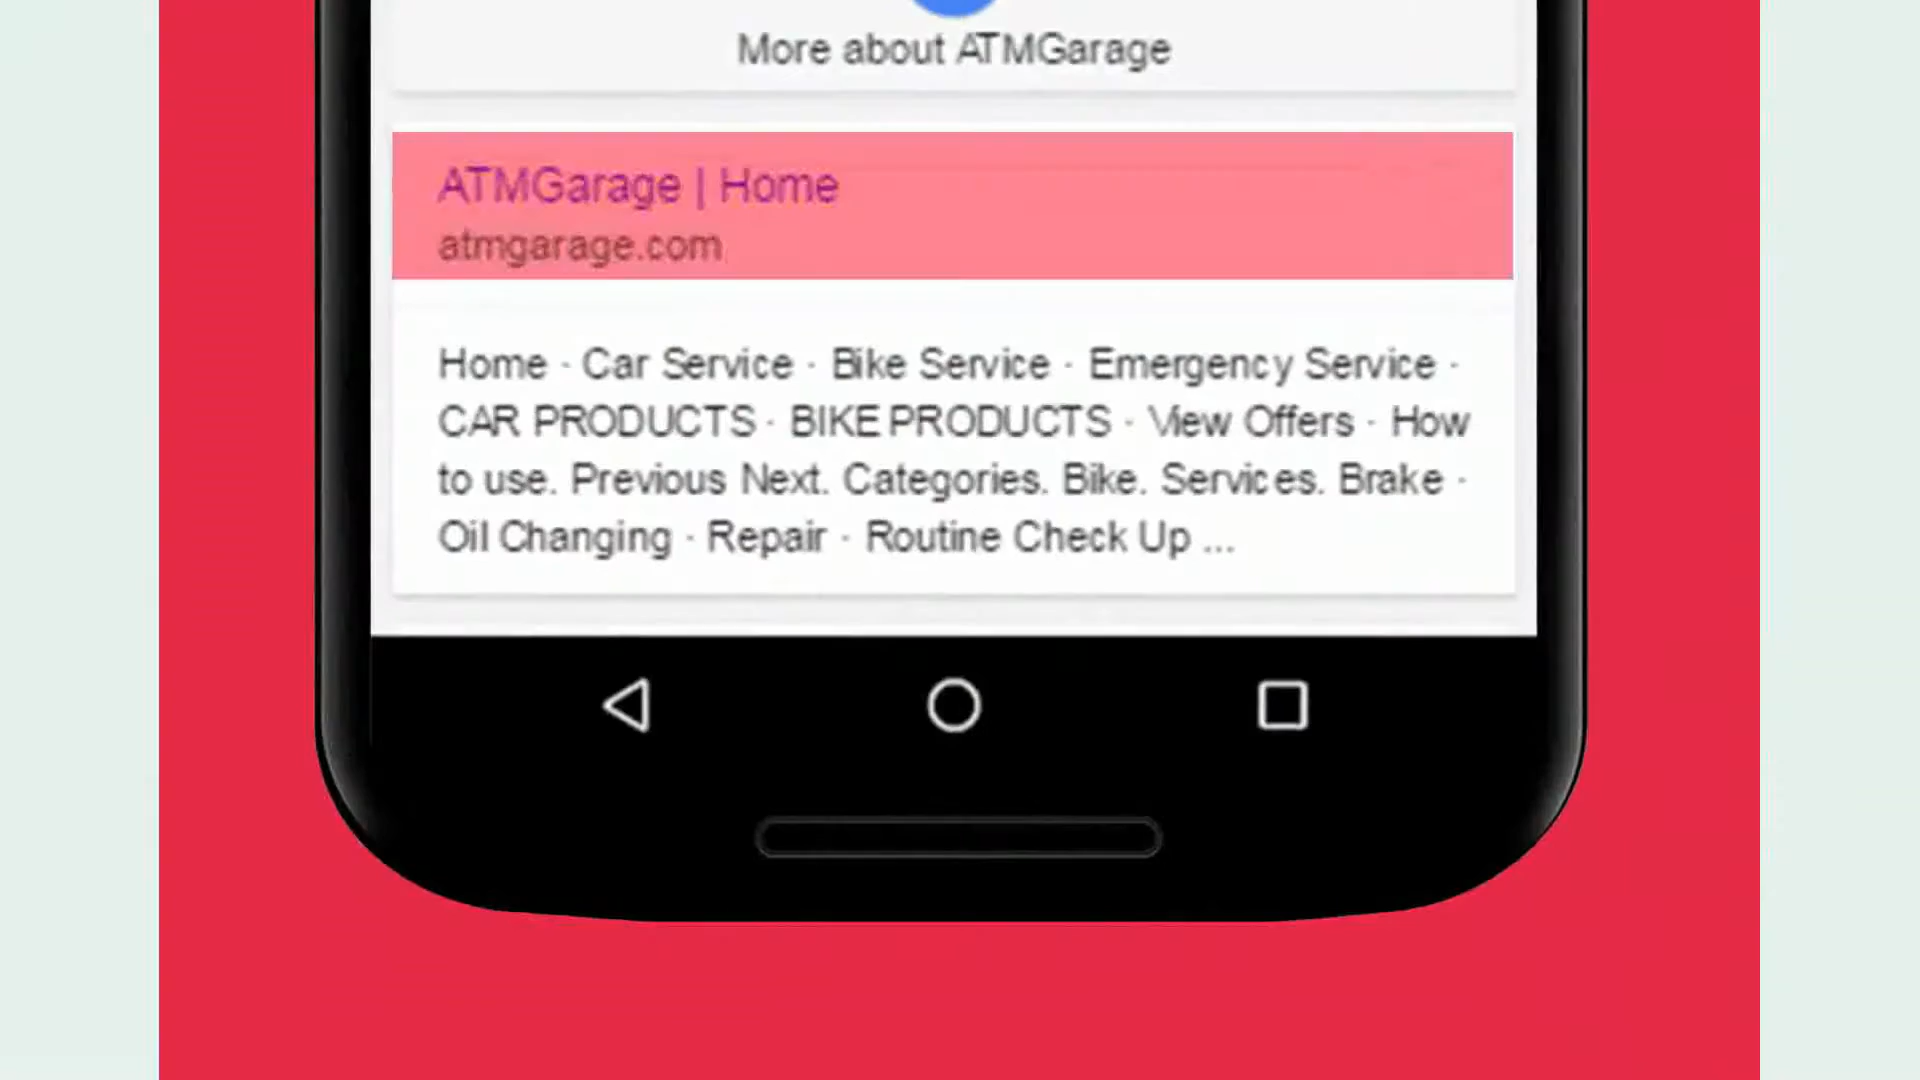 More about ATMGarage
ATMGarage | Home
atmgarage.com
Home · Car Service · Bike Service · Emergency Service ·
CAR PRODUCTS · BIKE PRODUCTS · View Offers · How
to use. Previous Next. Categories. Bike. Services. Brake ·
Oil Changing · Repair · Routine Check Up ...